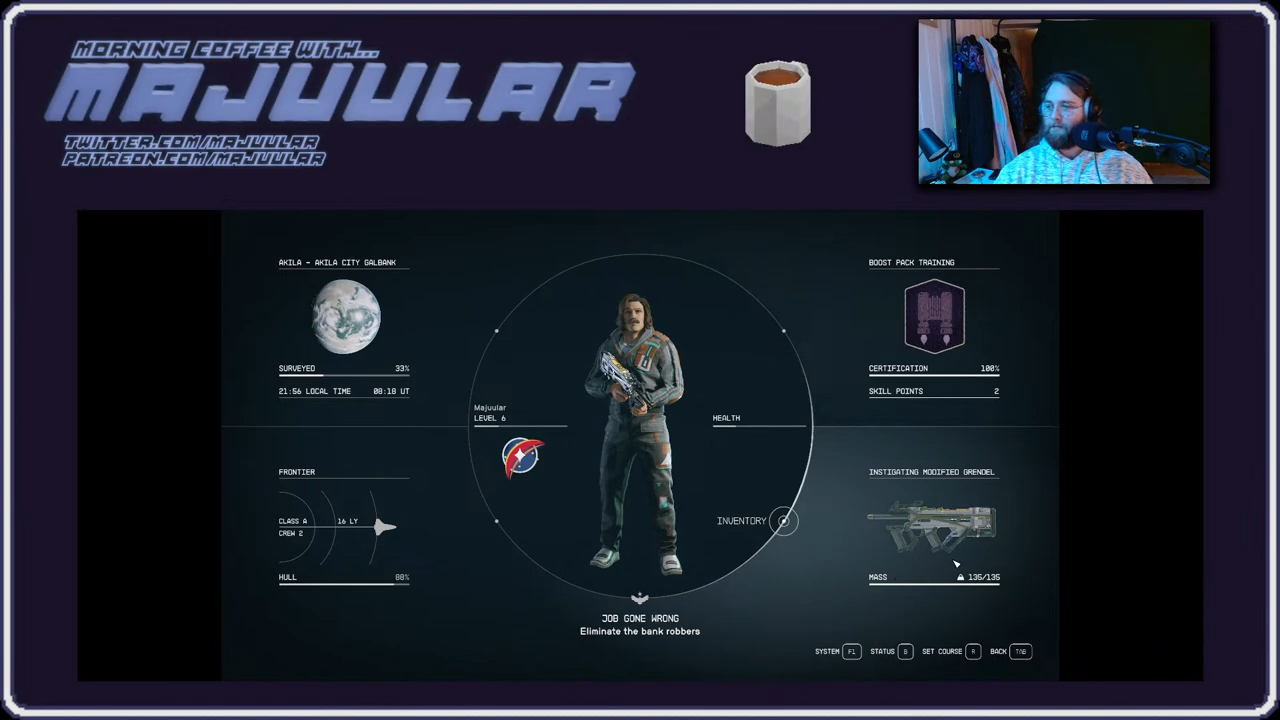 MORNING COFFEE WITH...
MAJUULAR
TWITTER.COM/MAJUULAR
PATREON.COM/MAJUULAR
AKILA - AKILA CITY GALBANK
SURVEYED 33%
21:56 LOCAL TIME 08:18 UT
BOOST PACK TRAINING
CERTIFICATION 100%
SKILL POINTS 2
Majuular
LEVEL 6
HEALTH
FRONTIER
CLASS A 16 LY
CREW 2
HULL 88%
INVENTORY
INSTIGATING MODIFIED GRENDEL
MASS 135/135
JOB GONE WRONG
Eliminate the bank robbers
SYSTEM F1 STATUS B SET COURSE R BACK TAB